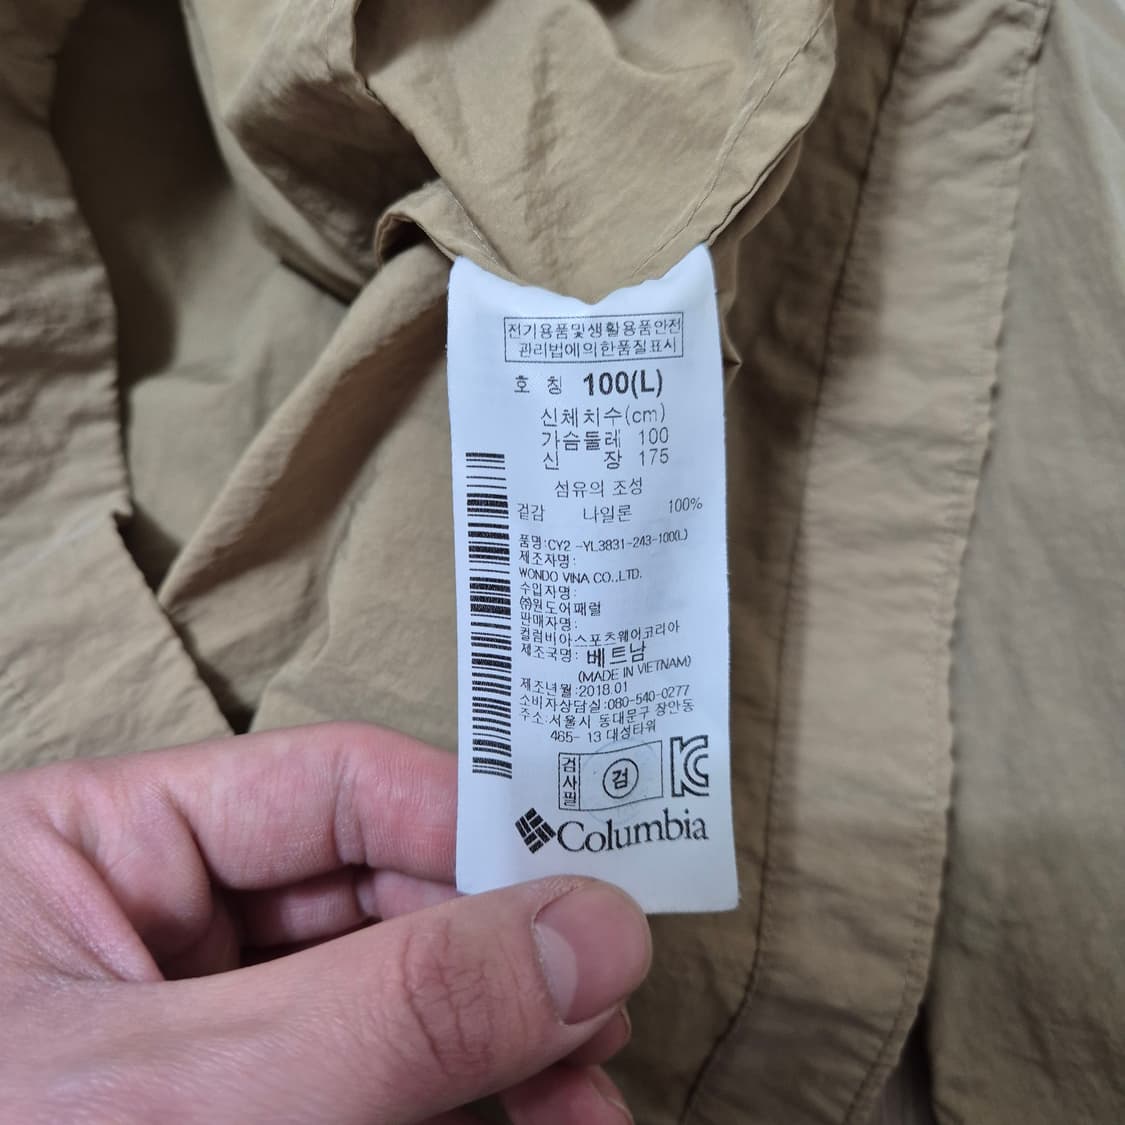 전기용품및생활용품안전
관리법에의한품질표시
호 칭 100(L)
신체치수(cm)
가슴둘레 100
신 장 175
섬유의 조성
겉감 나일론 100%
품명:CY2 -YL3831-243-100(L)
제조자명:
WONDO VINA CO.,LTD.
수입자명:
㈜원도어패럴
판매자명:
컬럼비아스포츠웨어코리아
제조국명: 베트남
(MADE IN VIETNAM)
제조년월:2018.01
소비자상담실:080-540-0277
주소:서울시 동대문구 장안동
465- 13 대성타워
검사필
검
KC
Columbia